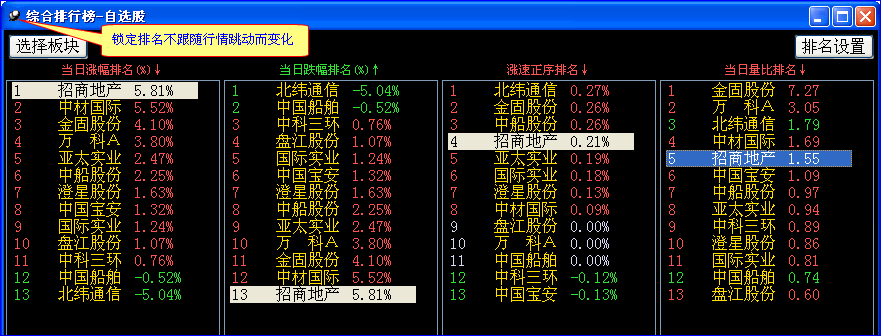 综合排行榜-自选股
锁定排名不跟随行情跳动而变化
选择板块 排名设置
当日涨幅排名(%)↓ 当日跌幅排名(%)↑ 涨速正序排名↓ 当日量比排名↓
1 招商地产 5.81% 1 北纬通信 -5.04% 1 北纬通信 0.27% 1 金固股份 7.27
2 中材国际 5.52% 2 中国船舶 -0.52% 2 金固股份 0.26% 2 万 科A 3.05
3 金固股份 4.10% 3 中科三环 0.76% 3 中船股份 0.26% 3 北纬通信 1.79
4 万 科A 3.80% 4 盘江股份 1.07% 4 招商地产 0.21% 4 中材国际 1.69
5 亚太实业 2.47% 5 国际实业 1.24% 5 亚太实业 0.19% 5 招商地产 1.55
6 中船股份 2.25% 6 中国宝安 1.32% 6 国际实业 0.18% 6 中国宝安 1.09
7 澄星股份 1.63% 7 澄星股份 1.63% 7 澄星股份 0.13% 7 中船股份 0.97
8 中国宝安 1.32% 8 中船股份 2.25% 8 中材国际 0.09% 8 亚太实业 0.94
9 国际实业 1.24% 9 亚太实业 2.47% 9 盘江股份 0.00% 9 中科三环 0.89
10 盘江股份 1.07% 10 万 科A 3.80% 10 万 科A 0.00% 10 澄星股份 0.86
11 中科三环 0.76% 11 金固股份 4.10% 11 中国船舶 0.00% 11 国际实业 0.81
12 中国船舶 -0.52% 12 中材国际 5.52% 12 中科三环 -0.12% 12 中国船舶 0.74
13 北纬通信 -5.04% 13 招商地产 5.81% 13 中国宝安 -0.13% 13 盘江股份 0.60